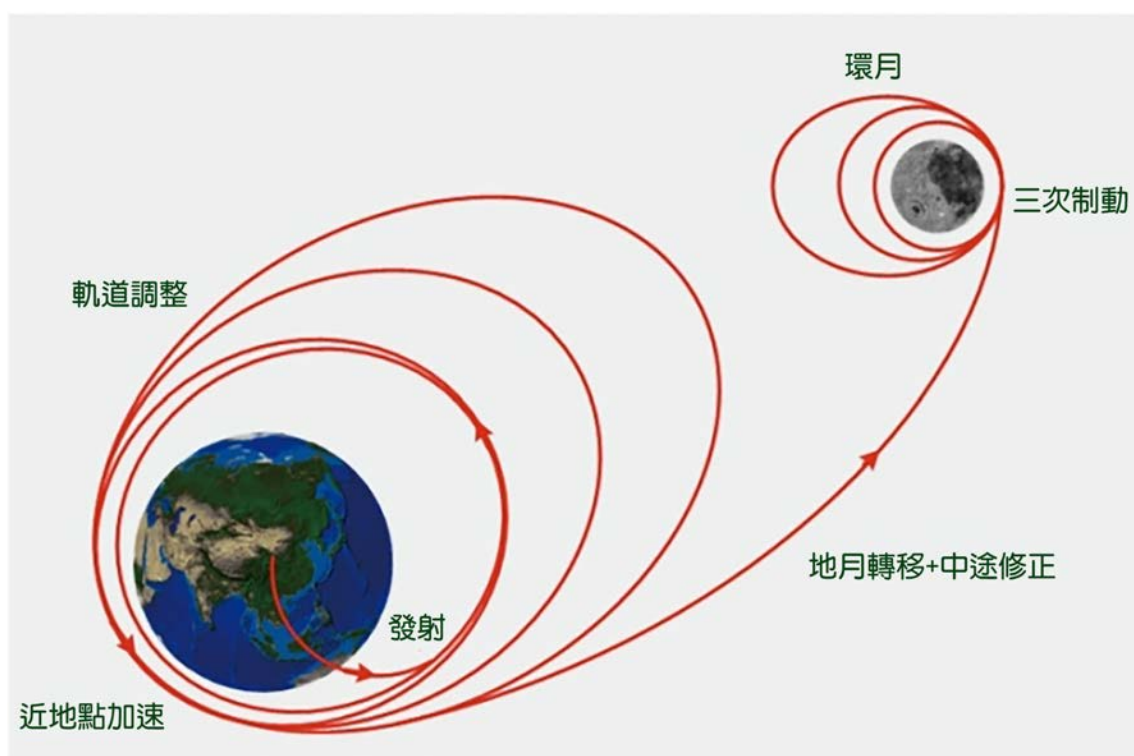 環月
三次制動
軌道調整
地月轉移+中途修正
發射
近地點加速